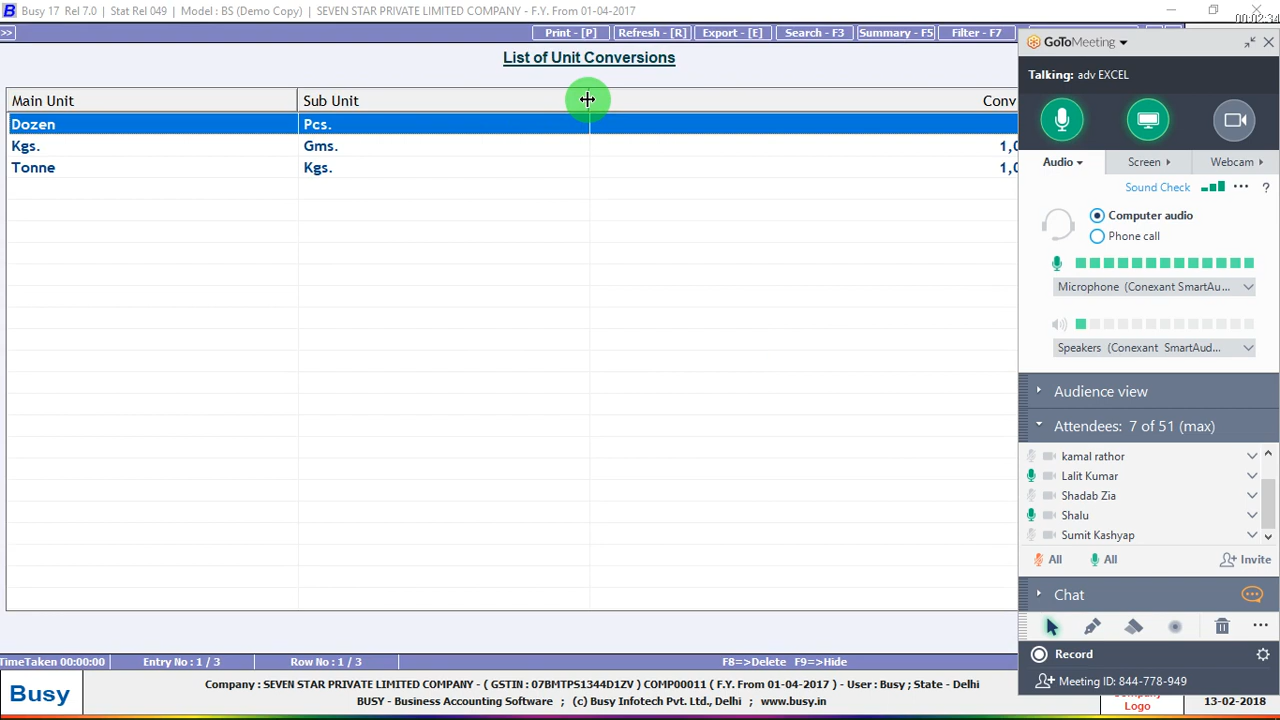 Busy 17 Rel 7.0 | Stat Rel 049 | Model : BS (Demo Copy) | SEVEN STAR PRIVATE LIMITED COMPANY - F.Y. From 01-04-2017
00:02:34
>> Print - [P] Refresh - [R] Export - [E] Search - F3 Summary - F5 Filter - F7
List of Unit Conversions
Main Unit Sub Unit Conv
Dozen Pcs.
Kgs. Gms. 1,0
Tonne Kgs. 1,0
GoToMeeting
Talking: adv EXCEL
Audio Screen Webcam
Sound Check ... ?
Computer audio
Phone call
Microphone (Conexant SmartAu...
Speakers (Conexant SmartAud...
Audience view
Attendees: 7 of 51 (max)
kamal rathor
Lalit Kumar
Shadab Zia
Shalu
Sumit Kashyap
All All Invite
Chat
Record
Meeting ID: 844-778-949
TimeTaken 00:00:00 Entry No : 1 / 3 Row No : 1 / 3 F8=>Delete F9=>Hide
Busy
Company : SEVEN STAR PRIVATE LIMITED COMPANY - ( GSTIN : 07BMTPS1344D1ZV ) COMP00011 ( F.Y. From 01-04-2017 ) - User : Busy ; State - Delhi
BUSY - Business Accounting Software ; (c) Busy Infotech Pvt. Ltd., Delhi ; www.busy.in
Logo
13-02-2018